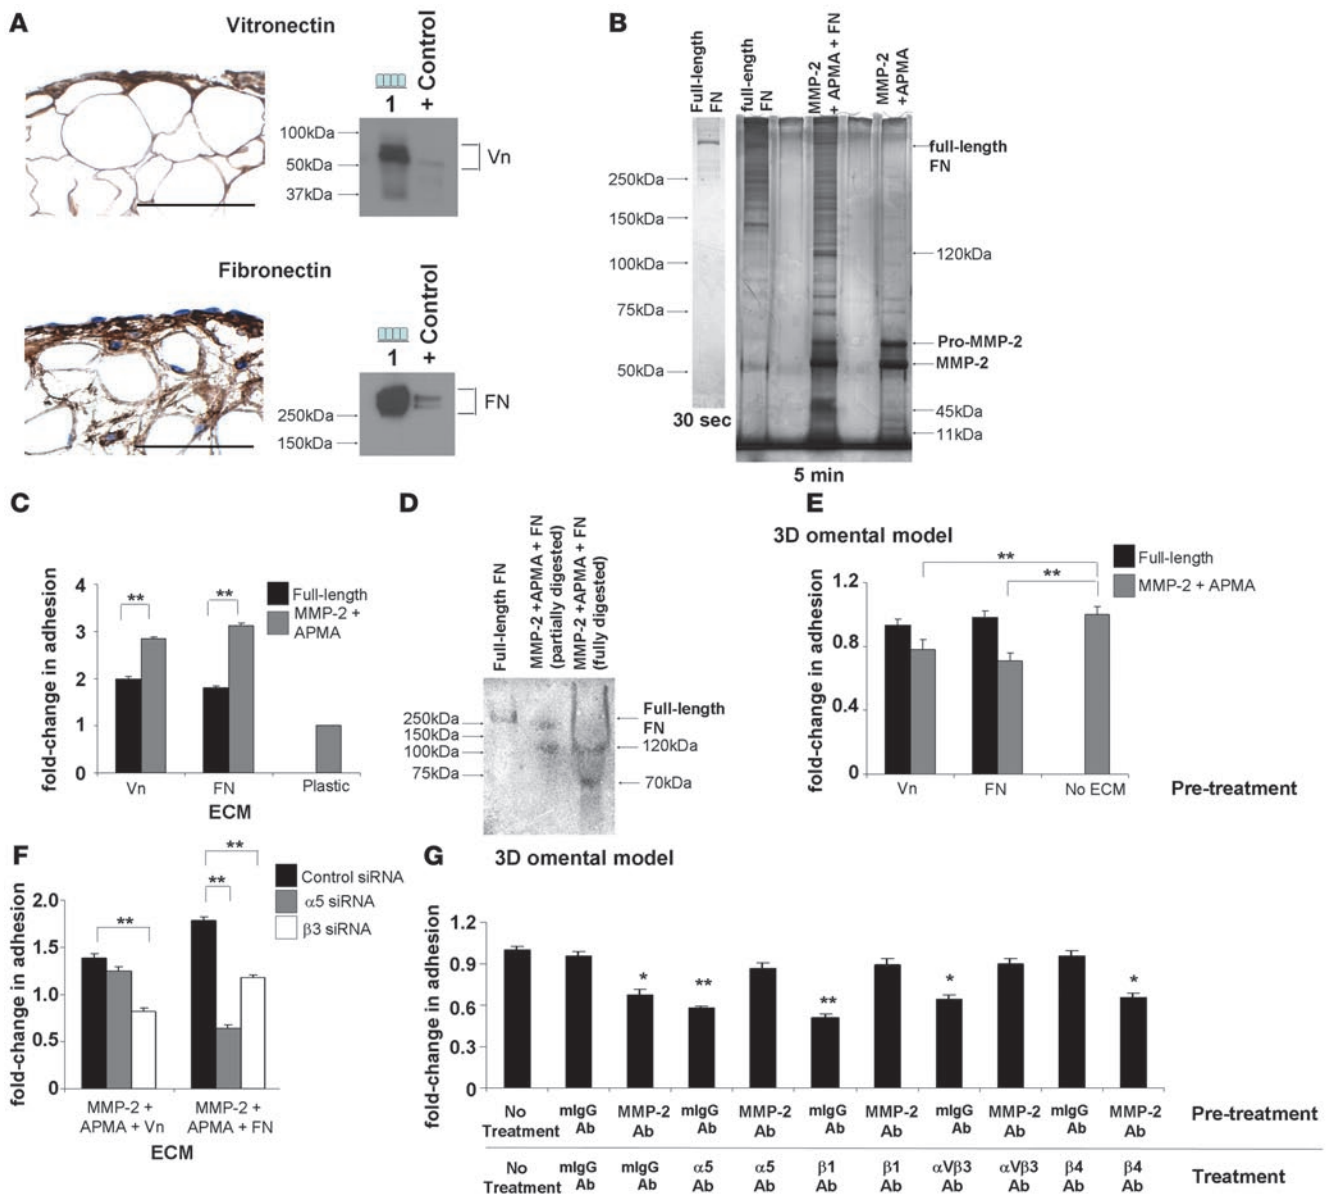 A
Vitronectin
1
+ Control
100kDa
50kDa
37kDa
Vn
Fibronectin
1
+ Control
250kDa
150kDa
FN
B
Full-length
FN
full-ength
FN
MMP-2
+ APMA + FN
MMP-2
+APMA
250kDa
150kDa
100kDa
75kDa
50kDa
full-length
FN
120kDa
Pro-MMP-2
MMP-2
45kDa
11kDa
30 sec
5 min
C
fold-change in adhesion
4
3
2
1
0
**
**
Full-length
MMP-2 +
APMA
Vn
FN
Plastic
ECM
D
Full-length FN
MMP-2 +APMA + FN
(partially digested)
MMP-2 +APMA + FN
(fully digested)
250kDa
150kDa
100kDa
75kDa
Full-length
FN
120kDa
70kDa
E
3D omental model
fold-change in adhesion
1.2
0.8
0.4
0
**
**
Full-length
MMP-2 + APMA
Vn
FN
No ECM
Pre-treatment
F
fold-change in adhesion
2.0
1.5
1.0
0.5
0
**
**
**
Control siRNA
α5 siRNA
β3 siRNA
MMP-2 +
APMA + Vn
MMP-2 +
APMA + FN
ECM
G
3D omental model
fold-change in adhesion
1.2
0.9
0.6
0.3
0
*
**
**
*
*
No mIgG MMP-2 mIgG MMP-2 mIgG MMP-2 mIgG MMP-2 mIgG MMP-2 Pre-treatment
Treatment Ab Ab Ab Ab Ab Ab Ab Ab Ab Ab
No mIgG mIgG α5 α5 β1 β1 αVβ3 αVβ3 β4 β4 Treatment
Treatment Ab Ab Ab Ab Ab Ab Ab Ab Ab Ab